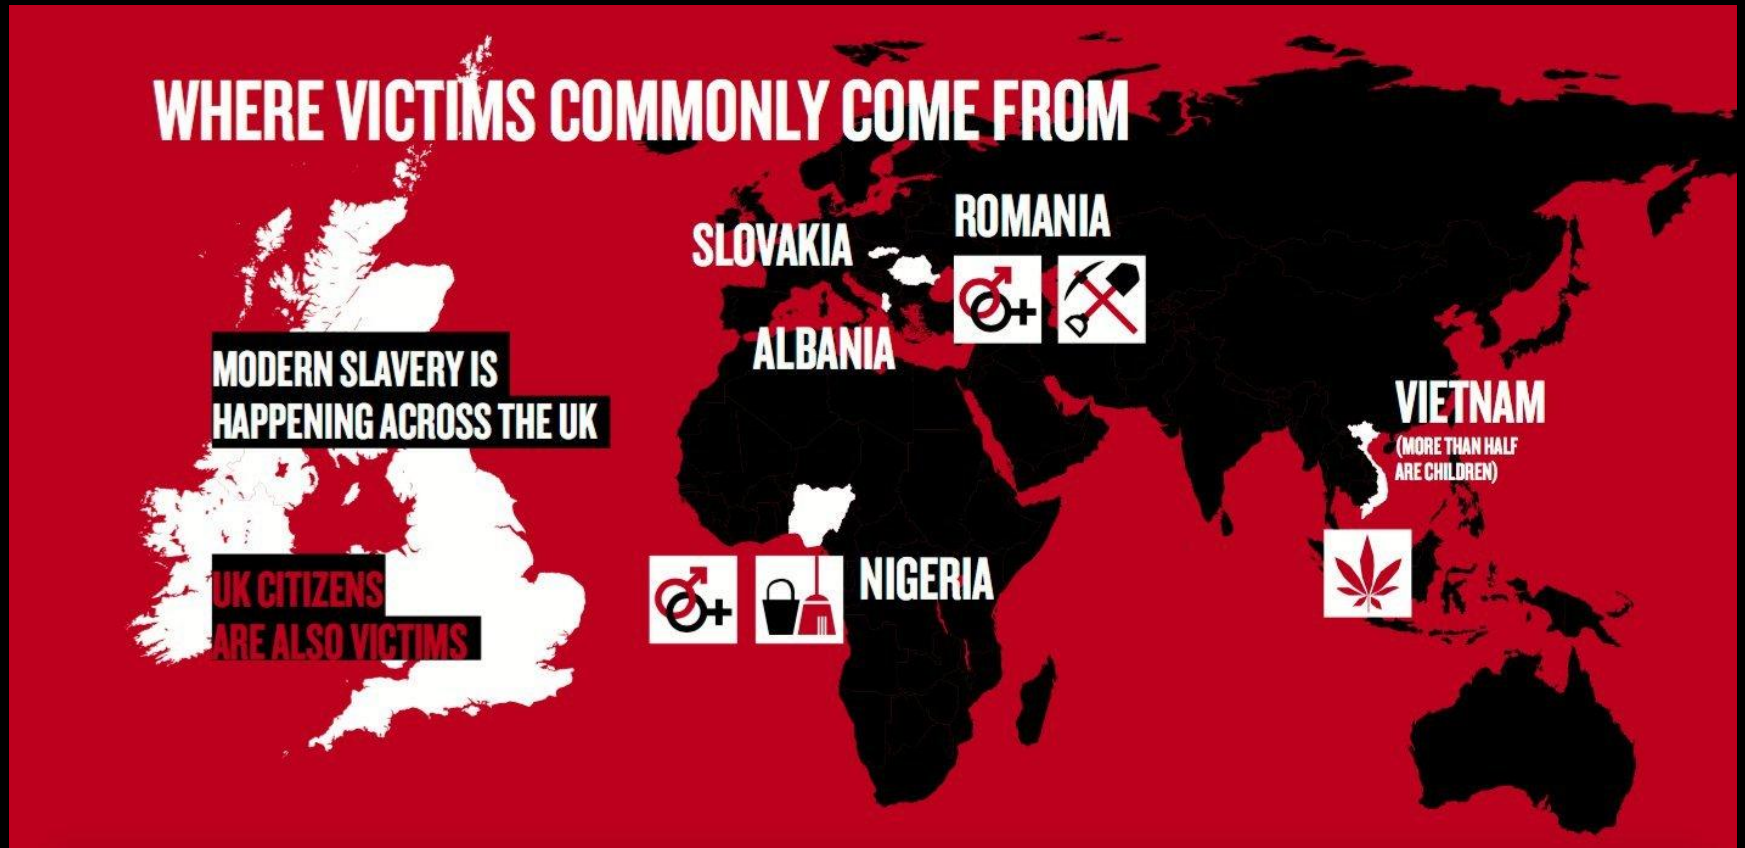 WHERE VICTIMS COMMONLY COME FROM
MODERN SLAVERY IS
HAPPENING ACROSS THE UK
UK CITIZENS
ARE ALSO VICTIMS
SLOVAKIA
ROMANIA
ALBANIA
NIGERIA
VIETNAM
(MORE THAN HALF
ARE CHILDREN)